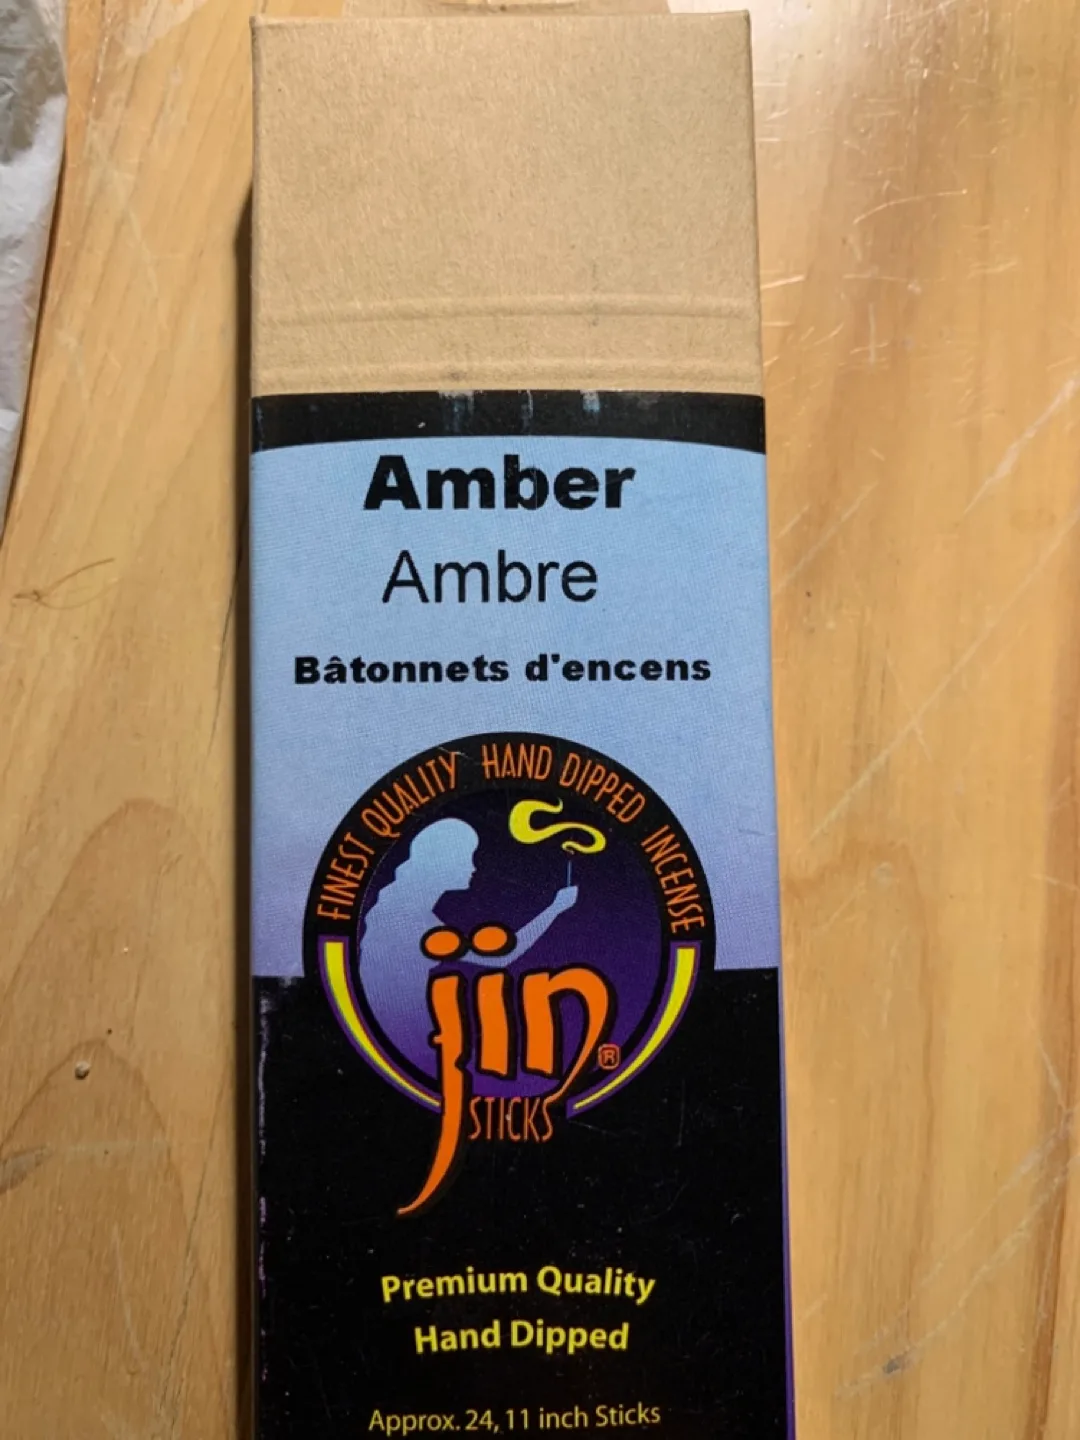 Amber
Ambre
Bâtonnets d'encens
FINEST QUALITY HAND DIPPED INCENSE
jin®
STICKS
Premium Quality
Hand Dipped
Approx. 24, 11 inch Sticks